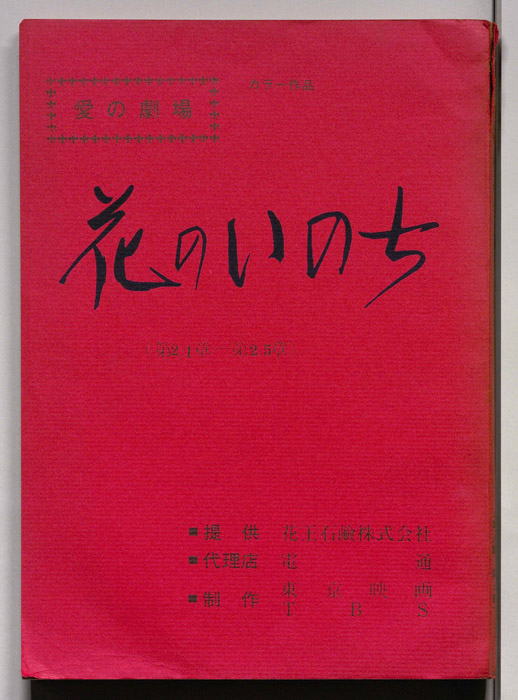 カラー作品
愛の劇場
花のいのち
第21章 第25章
■提供 花王石鹸株式会社
■代理店 電通
■制作 東京映画
TBS